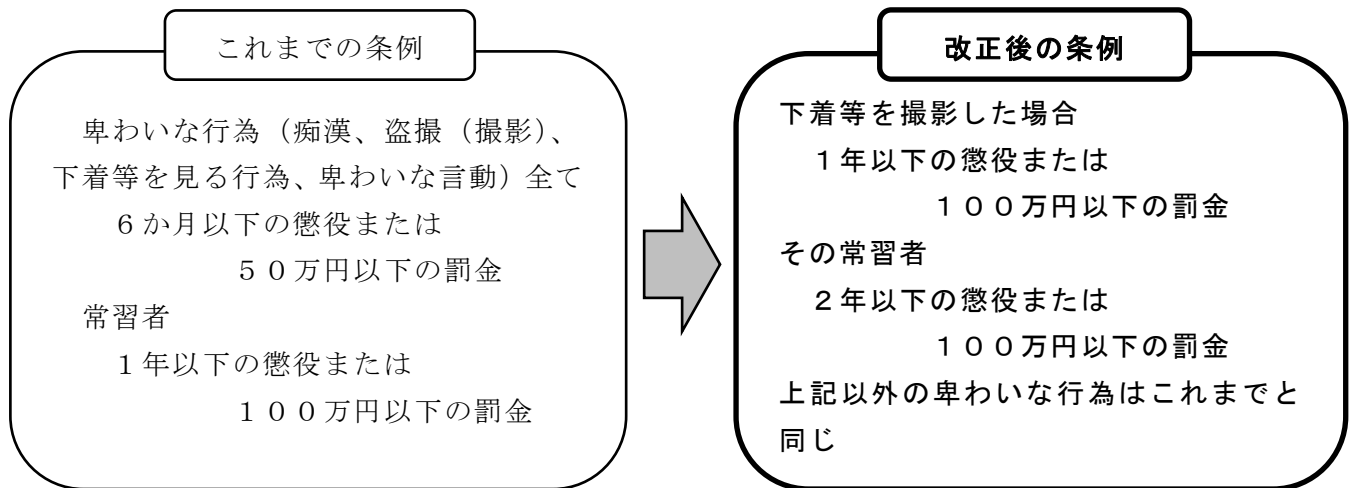 これまでの条例
卑わいな行為（痴漢、盗撮（撮影）、
下着等を見る行為、卑わいな言動）全て
６か月以下の懲役または
５０万円以下の罰金
常習者
１年以下の懲役または
１００万円以下の罰金
改正後の条例
下着等を撮影した場合
１年以下の懲役または
１００万円以下の罰金
その常習者
２年以下の懲役または
１００万円以下の罰金
上記以外の卑わいな行為はこれまでと
同じ